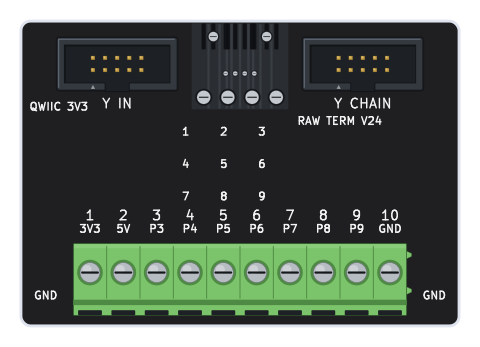 QWIIC 3V3 Y IN
Y CHAIN
RAW TERM V24
1 2 3
4 5 6
7 8 9
1 2 3 4 5 6 7 8 9 10
3V3 5V P3 P4 P5 P6 P7 P8 P9 GND
GND GND